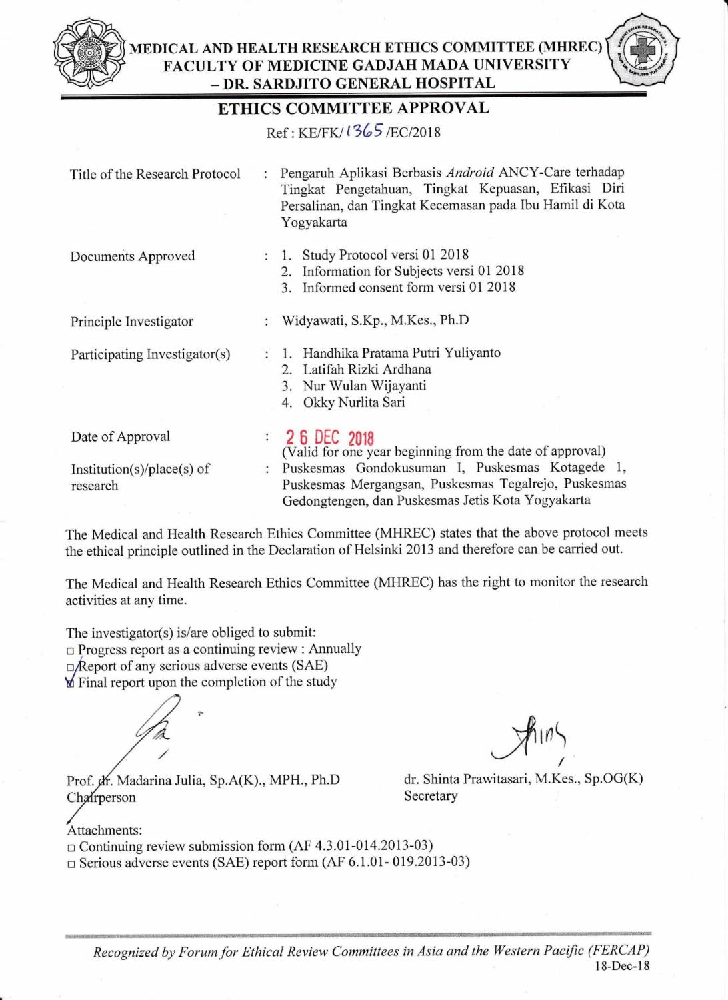 MEDICAL AND HEALTH RESEARCH ETHICS COMMITTEE (MHREC)
FACULTY OF MEDICINE GADJAH MADA UNIVERSITY
– DR. SARDJITO GENERAL HOSPITAL
ETHICS COMMITTEE APPROVAL
Ref : KE/FK/1365/EC/2018
Title of the Research Protocol : Pengaruh Aplikasi Berbasis Android ANCY-Care terhadap
Tingkat Pengetahuan, Tingkat Kepuasan, Efikasi Diri
Persalinan, dan Tingkat Kecemasan pada Ibu Hamil di Kota
Yogyakarta
Documents Approved : 1. Study Protocol versi 01 2018
2. Information for Subjects versi 01 2018
3. Informed consent form versi 01 2018
Principle Investigator : Widyawati, S.Kp., M.Kes., Ph.D
Participating Investigator(s) : 1. Handhika Pratama Putri Yuliyanto
2. Latifah Rizki Ardhana
3. Nur Wulan Wijayanti
4. Okky Nurlita Sari
Date of Approval : 26 DEC 2018
(Valid for one year beginning from the date of approval)
Institution(s)/place(s) of : Puskesmas Gondokusuman I, Puskesmas Kotagede 1,
research Puskesmas Mergangsan, Puskesmas Tegalrejo, Puskesmas
Gedongtengen, dan Puskesmas Jetis Kota Yogyakarta
The Medical and Health Research Ethics Committee (MHREC) states that the above protocol meets
the ethical principle outlined in the Declaration of Helsinki 2013 and therefore can be carried out.
The Medical and Health Research Ethics Committee (MHREC) has the right to monitor the research
activities at any time.
The investigator(s) is/are obliged to submit:
□ Progress report as a continuing review : Annually
□ Report of any serious adverse events (SAE)
☑ Final report upon the completion of the study
Prof. dr. Madarina Julia, Sp.A(K)., MPH., Ph.D
Chairperson
dr. Shinta Prawitasari, M.Kes., Sp.OG(K)
Secretary
Attachments:
□ Continuing review submission form (AF 4.3.01-014.2013-03)
□ Serious adverse events (SAE) report form (AF 6.1.01- 019.2013-03)
Recognized by Forum for Ethical Review Committees in Asia and the Western Pacific (FERCAP)
18-Dec-18